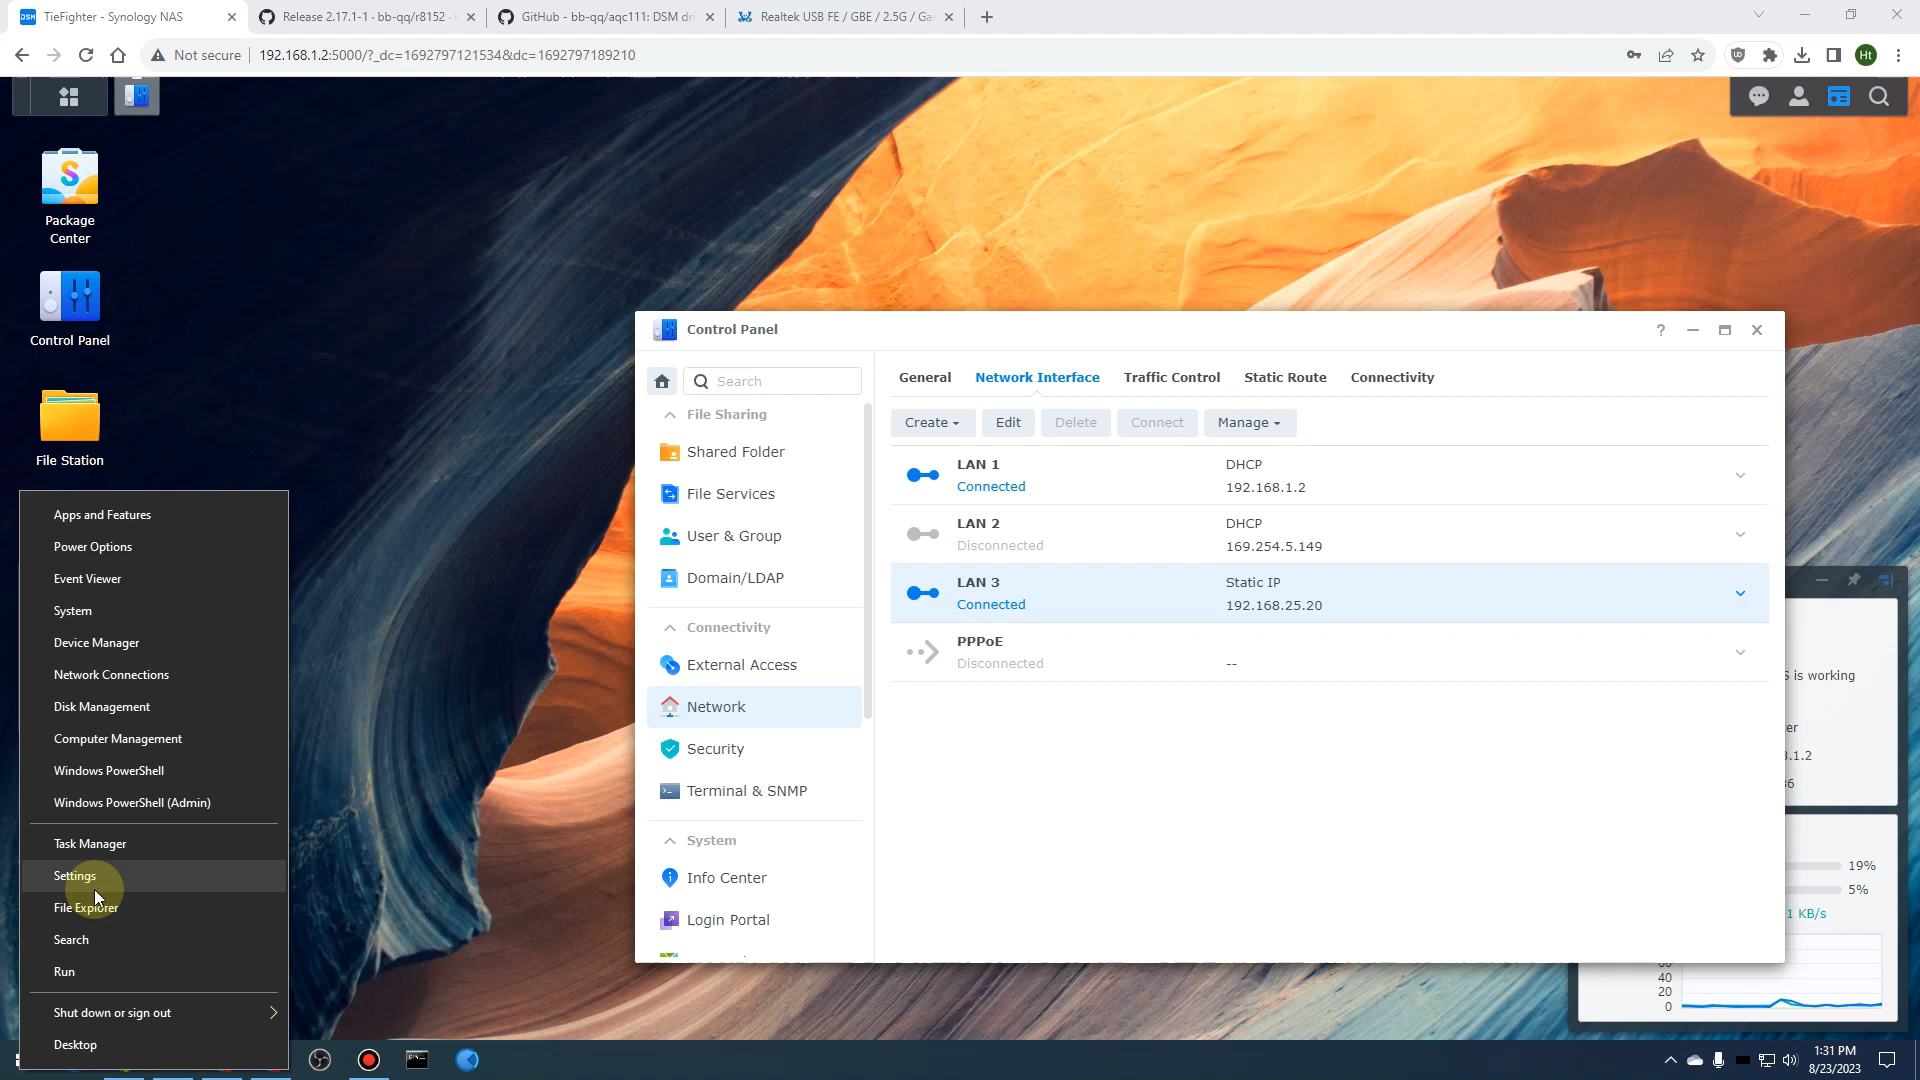 TieFighter - Synology NAS
Release 2.17.1-1 · bb-qq/r8152 ·
GitHub - bb-qq/aqc111: DSM dri
Realtek USB FE / GBE / 2.5G / Ga
Not secure
192.168.1.2:5000/?_dc=1692797121534&dc=1692797189210
Ht
Package
Center
Control Panel
File Station
Apps and Features
Power Options
Event Viewer
System
Device Manager
Network Connections
Disk Management
Computer Management
Windows PowerShell
Windows PowerShell (Admin)
Task Manager
Settings
File Explorer
Search
Run
Shut down or sign out
Desktop
Control Panel
Search
File Sharing
Shared Folder
File Services
User & Group
Domain/LDAP
Connectivity
External Access
Network
Security
Terminal & SNMP
System
Info Center
Login Portal
General
Network Interface
Traffic Control
Static Route
Connectivity
Create
Edit
Delete
Connect
Manage
LAN 1
DHCP
Connected
192.168.1.2
LAN 2
DHCP
Disconnected
169.254.5.149
LAN 3
Static IP
Connected
192.168.25.20
PPPoE
Disconnected
--
S is working
er
.1.2
19%
5%
1 KB/s
40
20
0
1:31 PM
8/23/2023